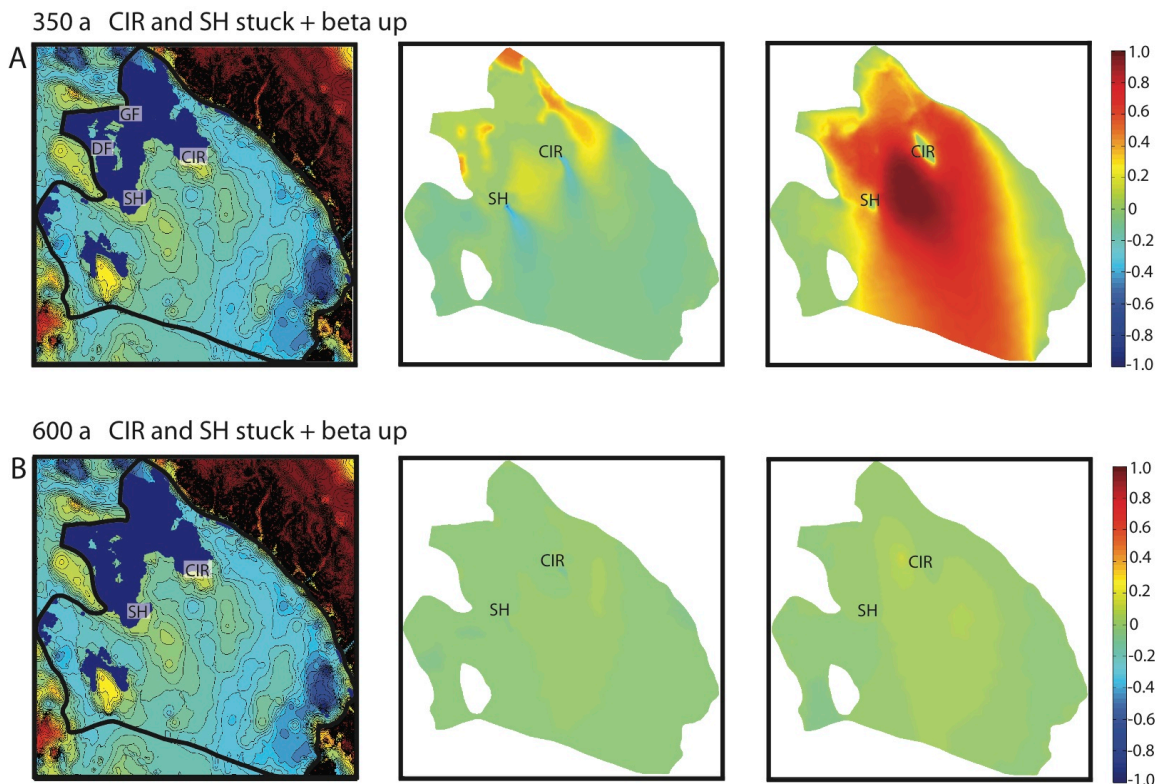 350 a CIR and SH stuck + beta up
A
GF
DF
CIR
SH
CIR
SH
CIR
SH
1.0
0.8
0.6
0.4
0.2
0
-0.2
-0.4
-0.6
-0.8
-1.0
600 a CIR and SH stuck + beta up
B
CIR
SH
CIR
SH
CIR
SH
1.0
0.8
0.6
0.4
0.2
0
-0.2
-0.4
-0.6
-0.8
-1.0